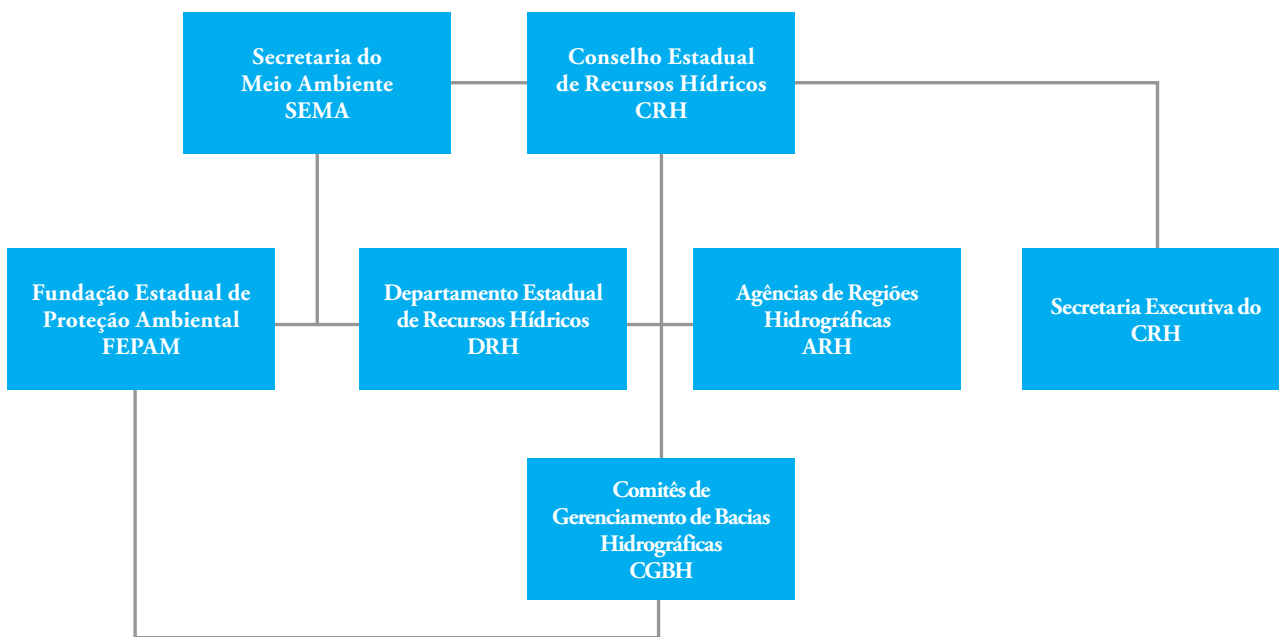 Secretaria do
Meio Ambiente
SEMA
Conselho Estadual
de Recursos Hídricos
CRH
Fundação Estadual de
Proteção Ambiental
FEPAM
Departamento Estadual
de Recursos Hídricos
DRH
Agências de Regiões
Hidrográficas
ARH
Secretaria Executiva do
CRH
Comitês de
Gerenciamento de Bacias
Hidrográficas
CGBH